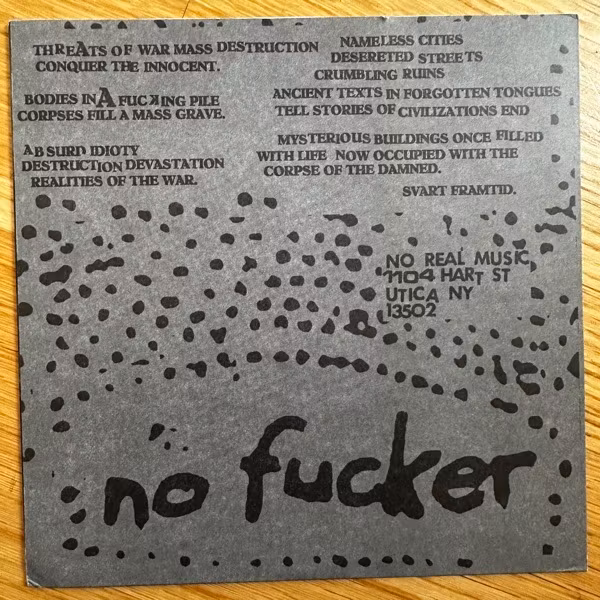 THREATS OF WAR MASS DESTRUCTION
CONQUER THE INNOCENT.
BODIES IN A FUCKING PILE
CORPSES FILL A MASS GRAVE.
ABSURD IDIOTY
DESTRUCTION DEVASTATION
REALITIES OF THE WAR.
NAMELESS CITIES
DESERETED STREETS
CRUMBLING RUINS
ANCIENT TEXTS IN FORGOTTEN TONGUES
TELL STORIES OF CIVILIZATIONS END
MYSTERIOUS BUILDINGS ONCE FILLED
WITH LIFE NOW OCCUPIED WITH THE
CORPSE OF THE DAMNED.
SVART FRAMTID.
NO REAL MUSIC
1104 HART ST
UTICA NY
13502
no fucker